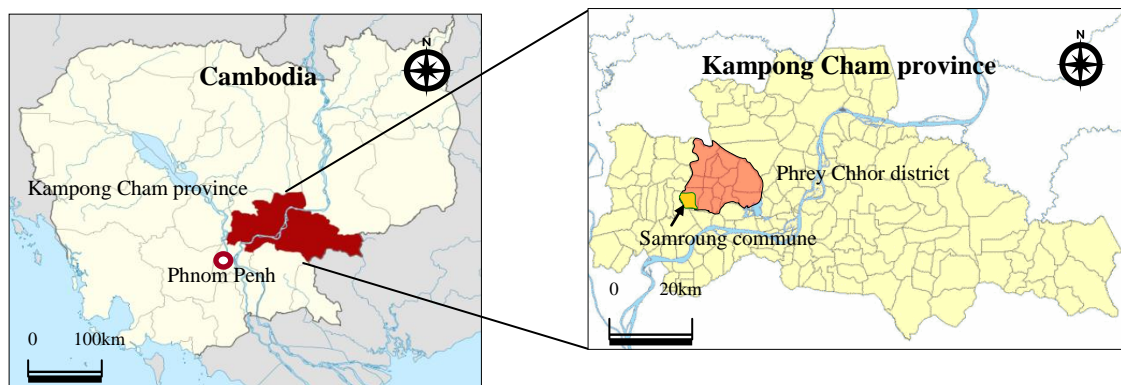 N
Cambodia
Kampong Cham province
Phnom Penh
0 100km
N
Kampong Cham province
Phrey Chhor district
Samroung commune
0 20km